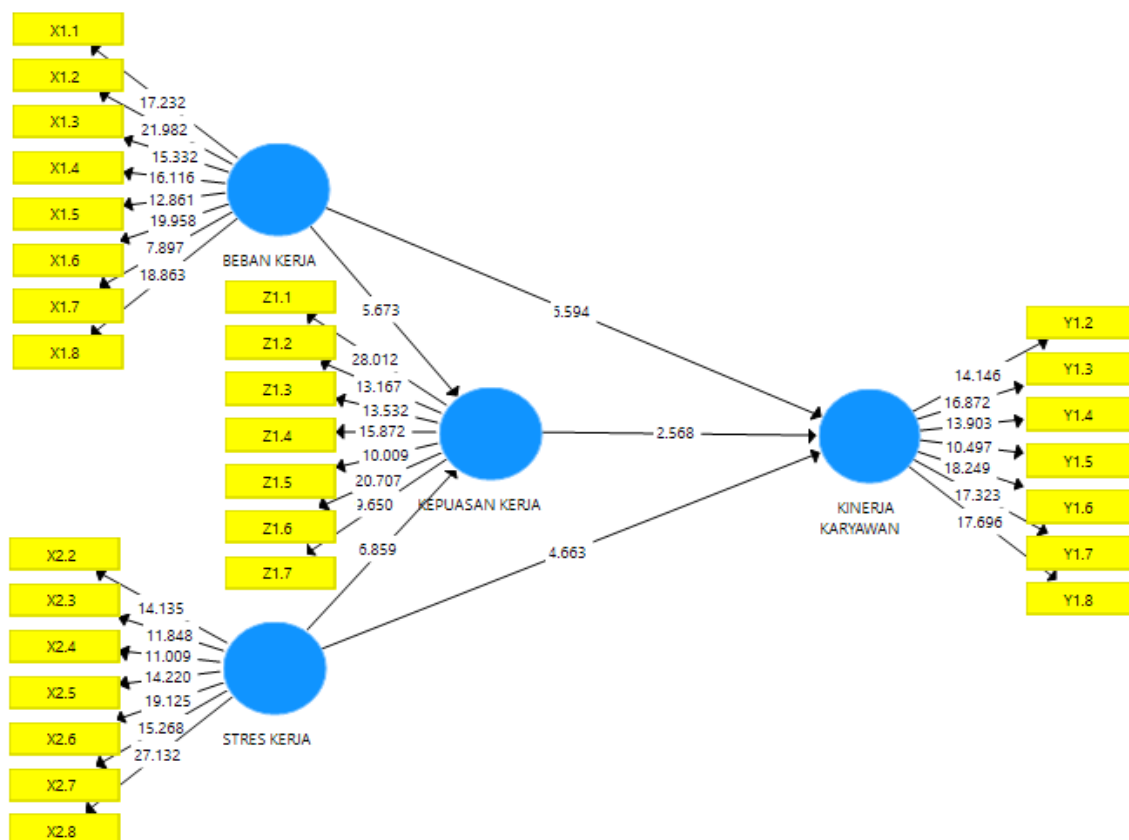 X1.1
X1.2
X1.3
X1.4
X1.5
X1.6
X1.7
X1.8
17.232
21.982
15.332
16.116
12.861
19.958
7.897
18.863
BEBAN KERJA
5.673
Z1.1
Z1.2
Z1.3
Z1.4
Z1.5
Z1.6
Z1.7
28.012
13.167
13.532
15.872
10.009
20.707
9.650
KEPUASAN KERJA
2.568
6.859
4.663
X2.2
X2.3
X2.4
X2.5
X2.6
X2.7
X2.8
14.135
11.848
11.009
14.220
19.125
15.268
27.132
STRES KERJA
KINERJA
KARYAWAN
14.146
16.872
13.903
10.497
18.249
17.323
17.696
Y1.2
Y1.3
Y1.4
Y1.5
Y1.6
Y1.7
Y1.8